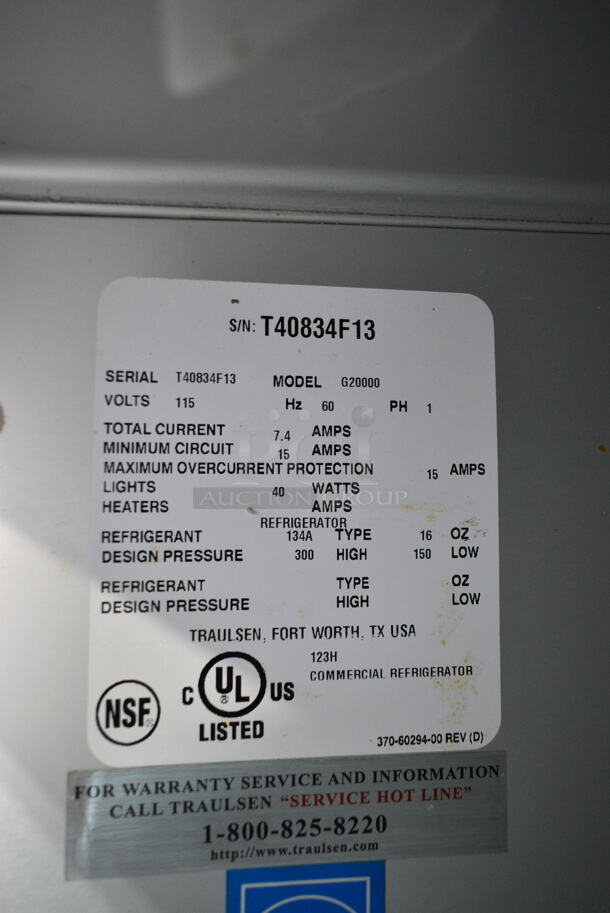 S/N: T40834F13
SERIAL T40834F13 MODEL G20000
VOLTS 115 Hz 60 PH 1
TOTAL CURRENT 7.4 AMPS
MINIMUM CIRCUIT 15 AMPS
MAXIMUM OVERCURRENT PROTECTION 15 AMPS
LIGHTS 40 WATTS
HEATERS AMPS
REFRIGERATOR
REFRIGERANT 134A TYPE 16 OZ
DESIGN PRESSURE 300 HIGH 150 LOW
REFRIGERANT TYPE OZ
DESIGN PRESSURE HIGH LOW
TRAULSEN, FORT WORTH, TX USA
123H
COMMERCIAL REFRIGERATOR
NSF
C UL ® US
LISTED
370-60294-00 REV (D)
FOR WARRANTY SERVICE AND INFORMATION
CALL TRAULSEN "SERVICE HOT LINE"
1-800-825-8220
http://www.traulsen.com
PCI
AUCTION GROUP